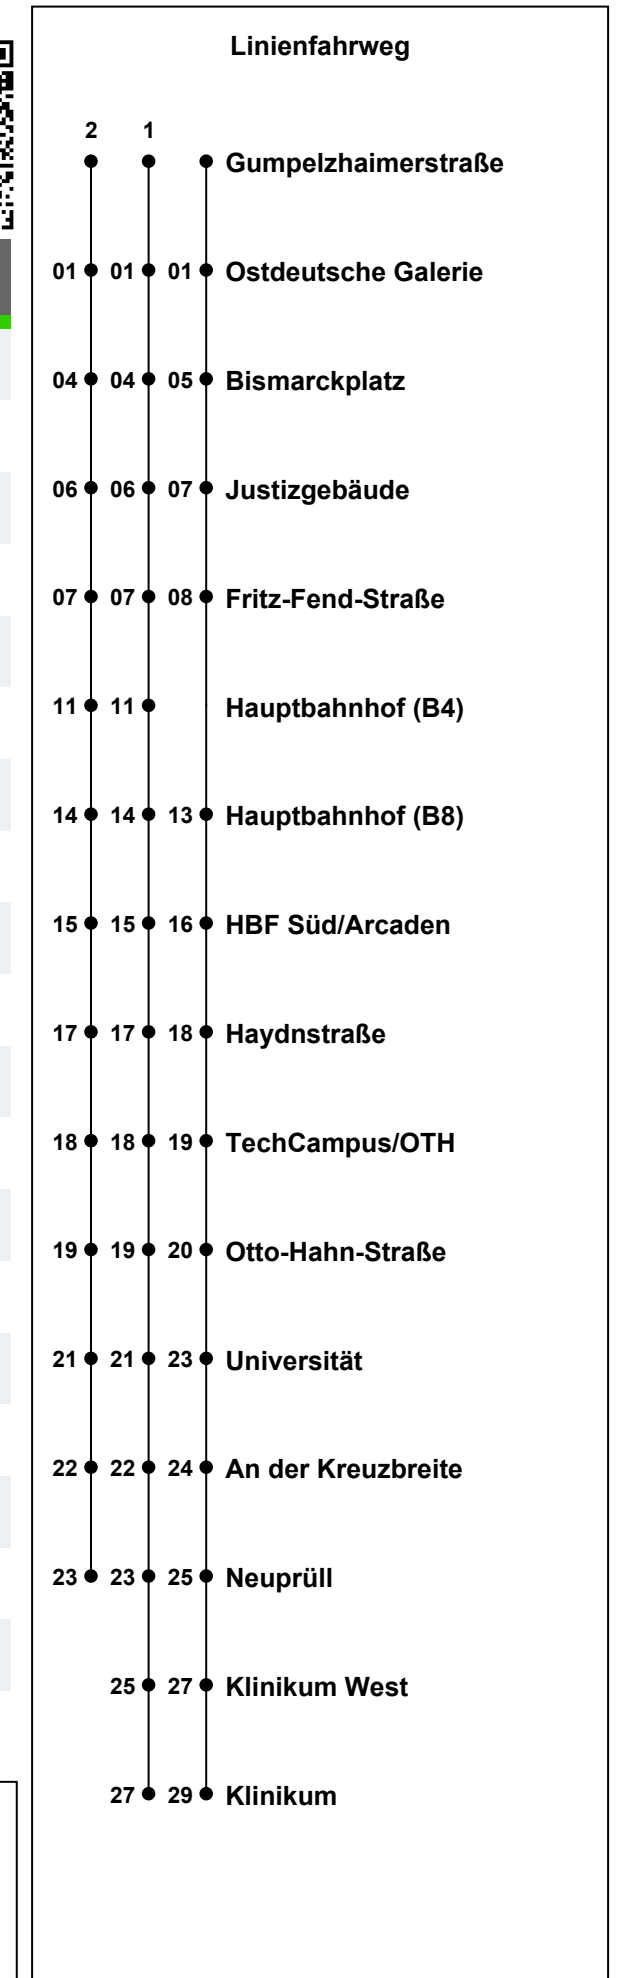 Linienfahrweg
2 1
Gumpelzhaimerstraße
01 01 01 Ostdeutsche Galerie
04 04 05 Bismarckplatz
06 06 07 Justizgebäude
07 07 08 Fritz-Fend-Straße
11 11 Hauptbahnhof (B4)
14 14 13 Hauptbahnhof (B8)
15 15 16 HBF Süd/Arcaden
17 17 18 Haydnstraße
18 18 19 TechCampus/OTH
19 19 20 Otto-Hahn-Straße
21 21 23 Universität
22 22 24 An der Kreuzbreite
23 23 25 Neuprüll
25 27 Klinikum West
27 29 Klinikum